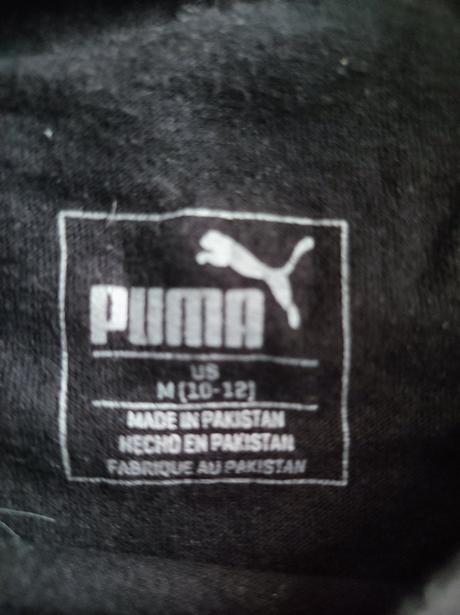 PUMA
US
M (10-12)
MADE IN PAKISTAN
HECHO EN PAKISTAN
FABRIQUE AU PAKISTAN